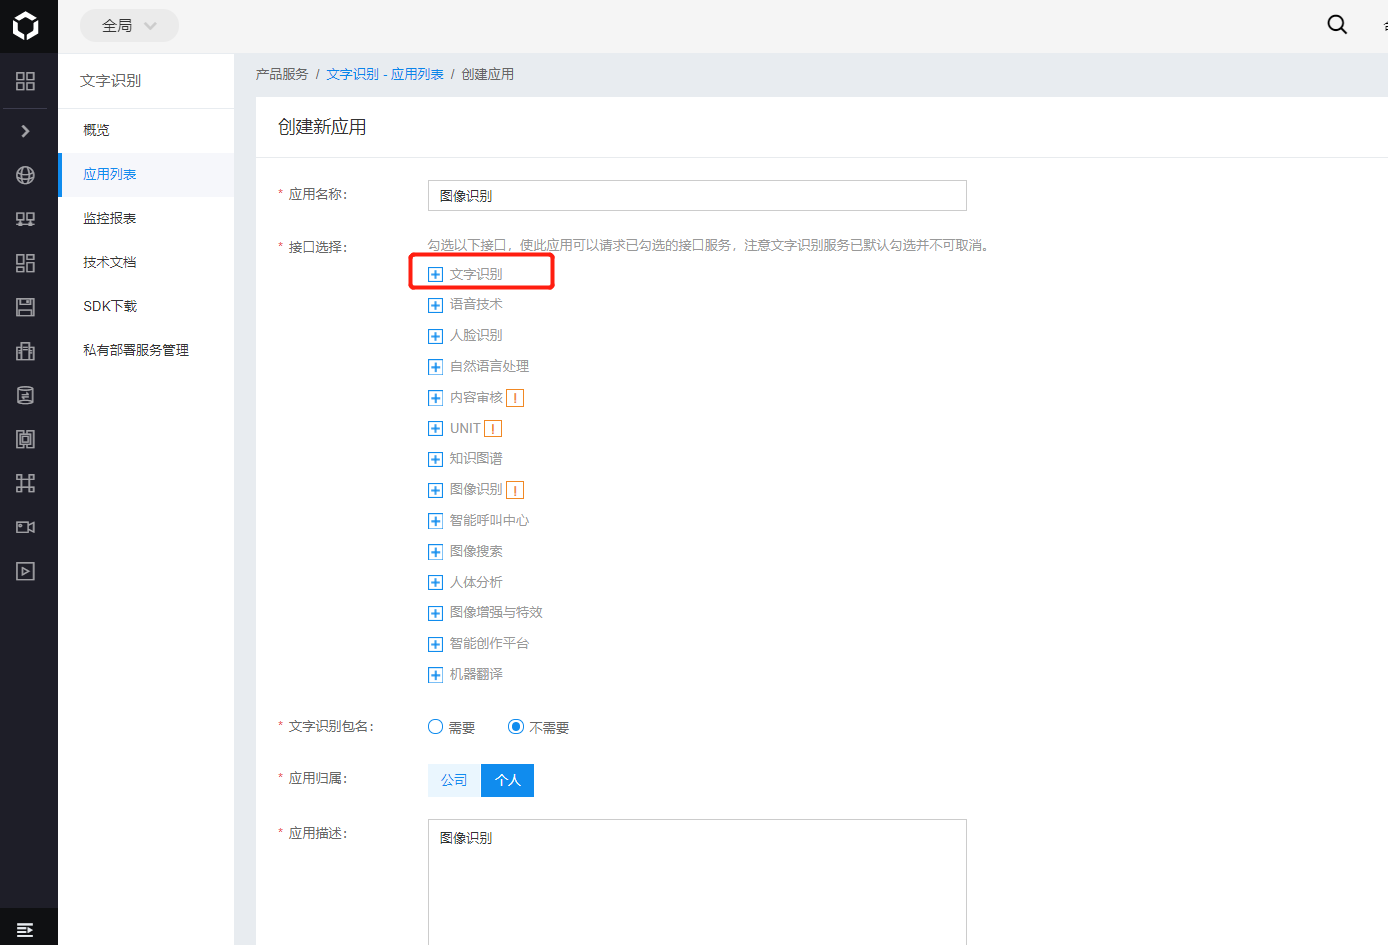 全局
文字识别
概览
应用列表
监控报表
技术文档
SDK下载
私有部署服务管理
产品服务 / 文字识别 - 应用列表 / 创建应用
创建新应用
* 应用名称: 图像识别
* 接口选择: 勾选以下接口，使此应用可以请求已勾选的接口服务，注意文字识别服务已默认勾选并不可取消。
文字识别
语音技术
人脸识别
自然语言处理
内容审核 !
UNIT !
知识图谱
图像识别 !
智能呼叫中心
图像搜索
人体分析
图像增强与特效
智能创作平台
机器翻译
* 文字识别包名: 需要 不需要
* 应用归属: 公司 个人
* 应用描述: 图像识别